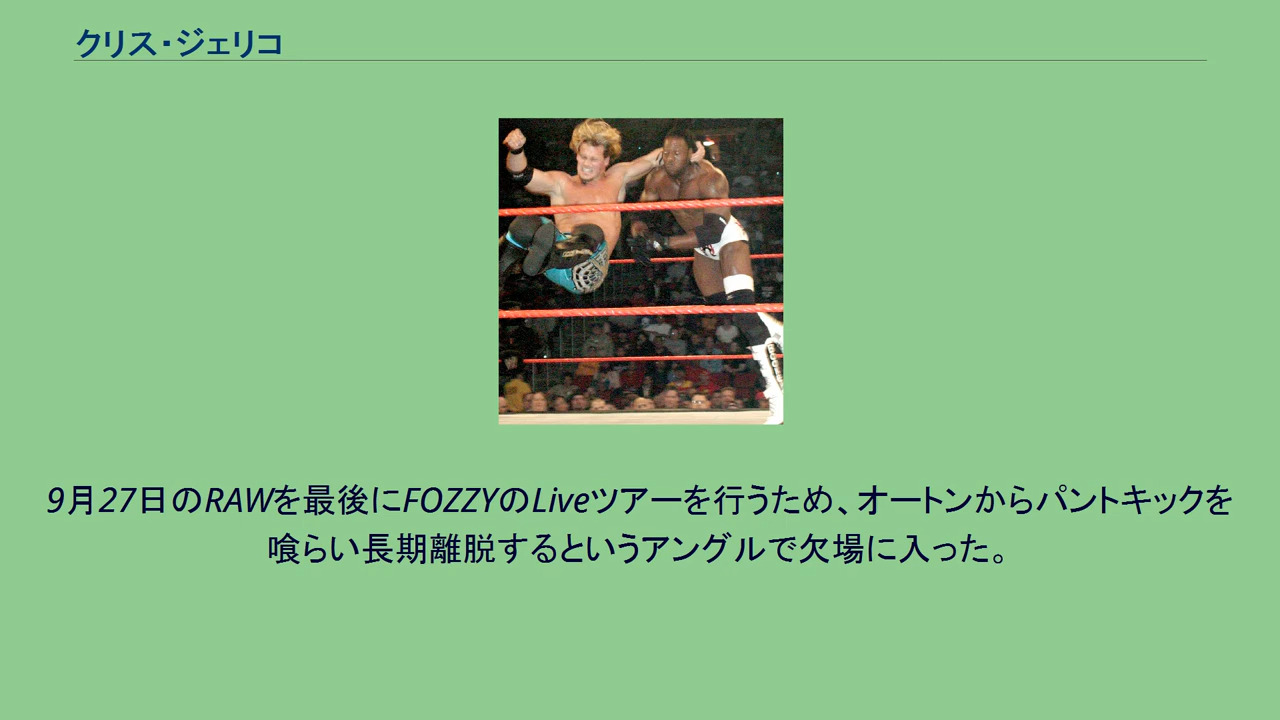 クリス・ジェリコ
9月27日のRAWを最後にFOZZYのLiveツアーを行うため、オートンからパントキックを
喰らい長期離脱するというアングルで欠場に入った。